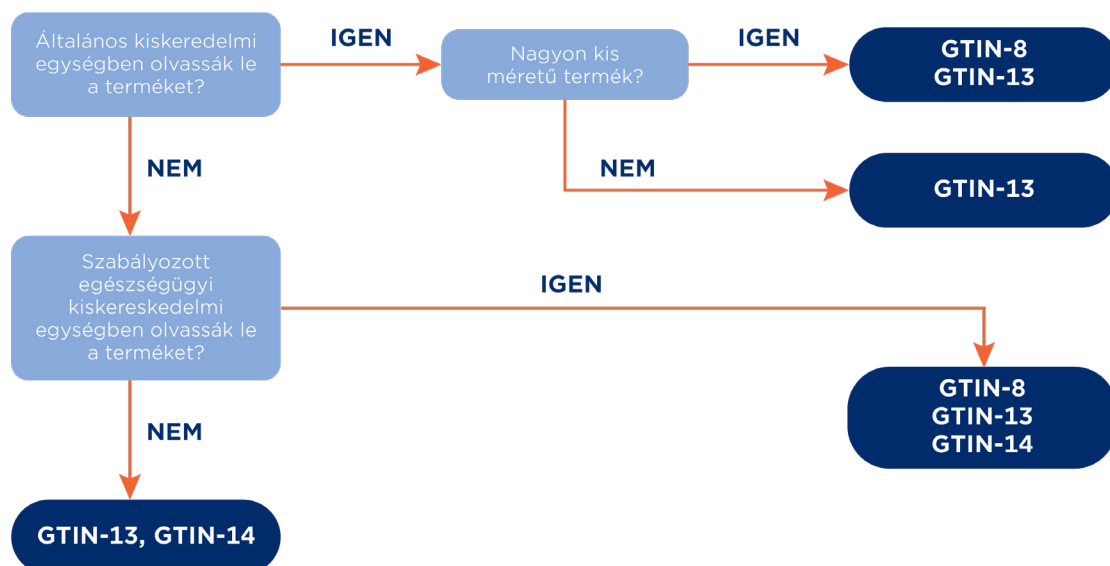 Általános kiskeredelmi
egységben olvassák le
a terméket?
IGEN
Nagyon kis
méretű termék?
IGEN
GTIN-8
GTIN-13
NEM
NEM
GTIN-13
Szabályozott
egészségügyi
kiskereskedelmi
egységben olvassák le
a terméket?
IGEN
GTIN-8
GTIN-13
GTIN-14
NEM
GTIN-13, GTIN-14